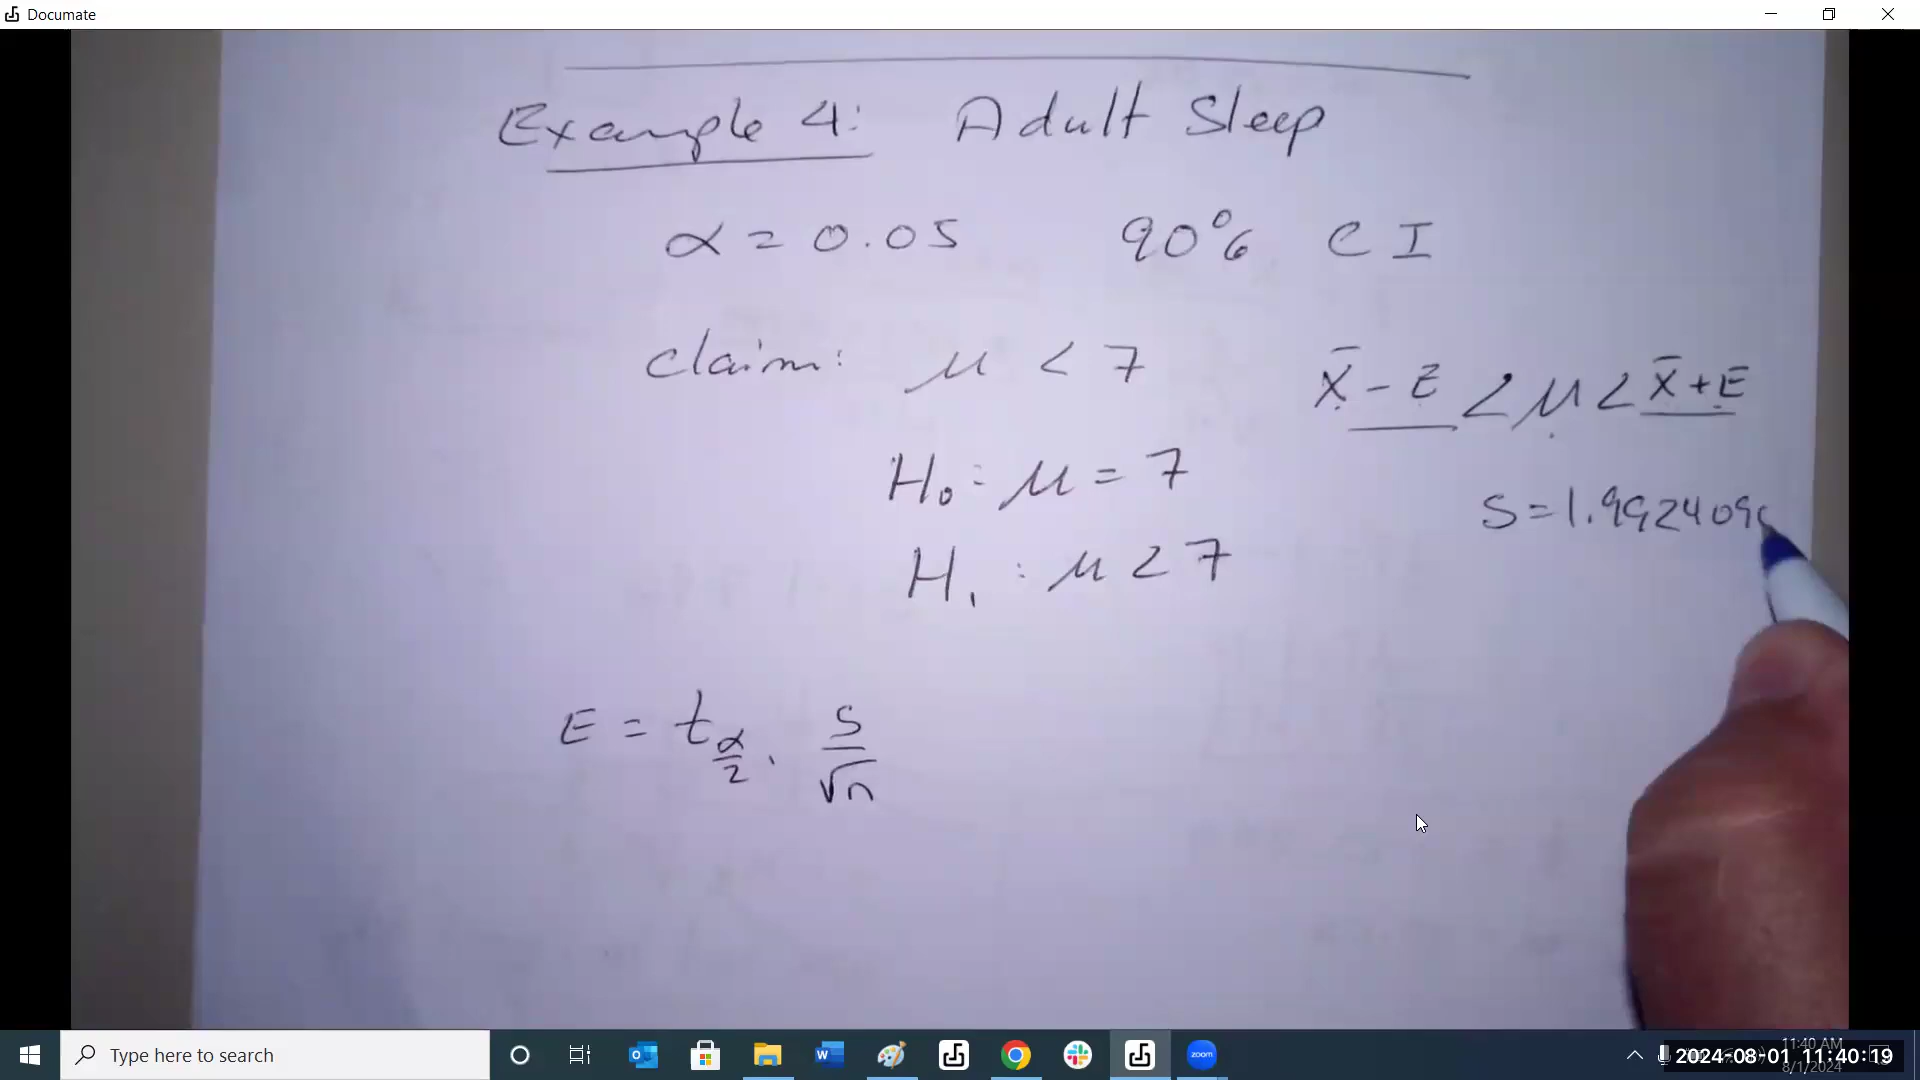 Documate
Example 4: Adult Sleep
α = 0.05 90% CI
claim: μ < 7
x̄ - E < μ < x̄ + E
H₀: μ = 7
S = 1.992409
H₁: μ < 7
E = t_(α/2) · s/√n
Type here to search
zoom
2024-08-01 11:40:19
11:40 AM
8/1/2024